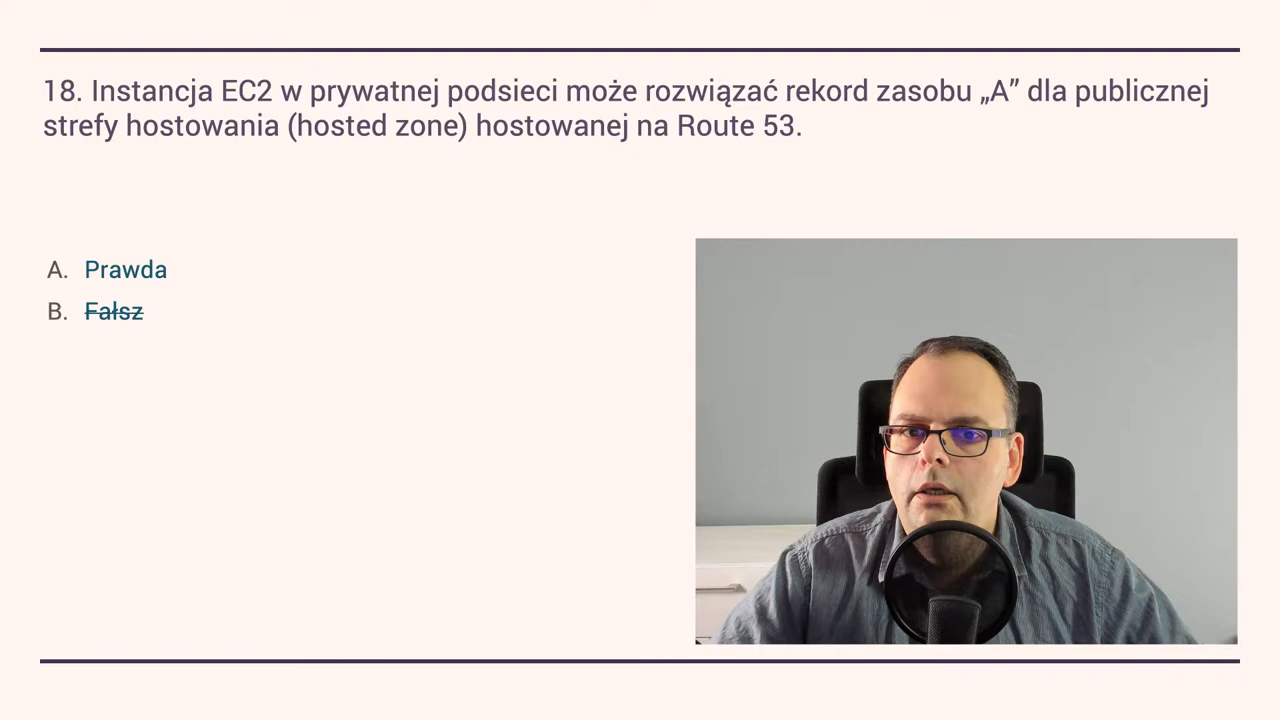 18. Instancja EC2 w prywatnej podsieci może rozwiązać rekord zasobu „A” dla publicznej
strefy hostowania (hosted zone) hostowanej na Route 53.
A. Prawda
B. Fałsz